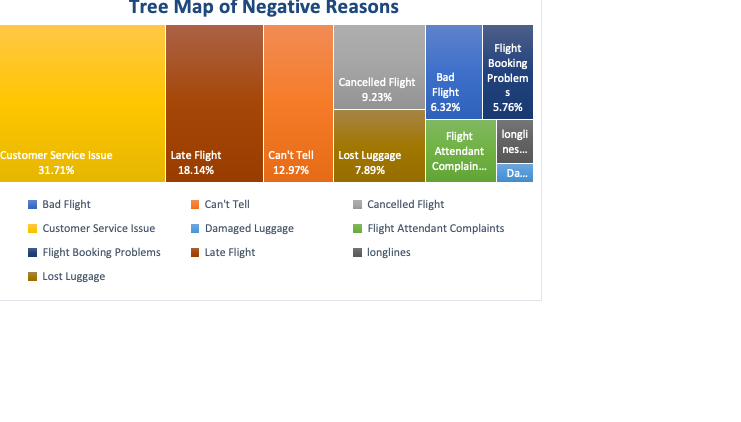 Tree Map of Negative Reasons
Customer Service Issue
31.71%
Late Flight
18.14%
Can't Tell
12.97%
Cancelled Flight
9.23%
Lost Luggage
7.89%
Bad
Flight
6.32%
Flight
Booking
Problem
s
5.76%
Flight
Attendant
Complain...
longli
nes...
Da...
Bad Flight
Can't Tell
Cancelled Flight
Customer Service Issue
Damaged Luggage
Flight Attendant Complaints
Flight Booking Problems
Late Flight
longlines
Lost Luggage